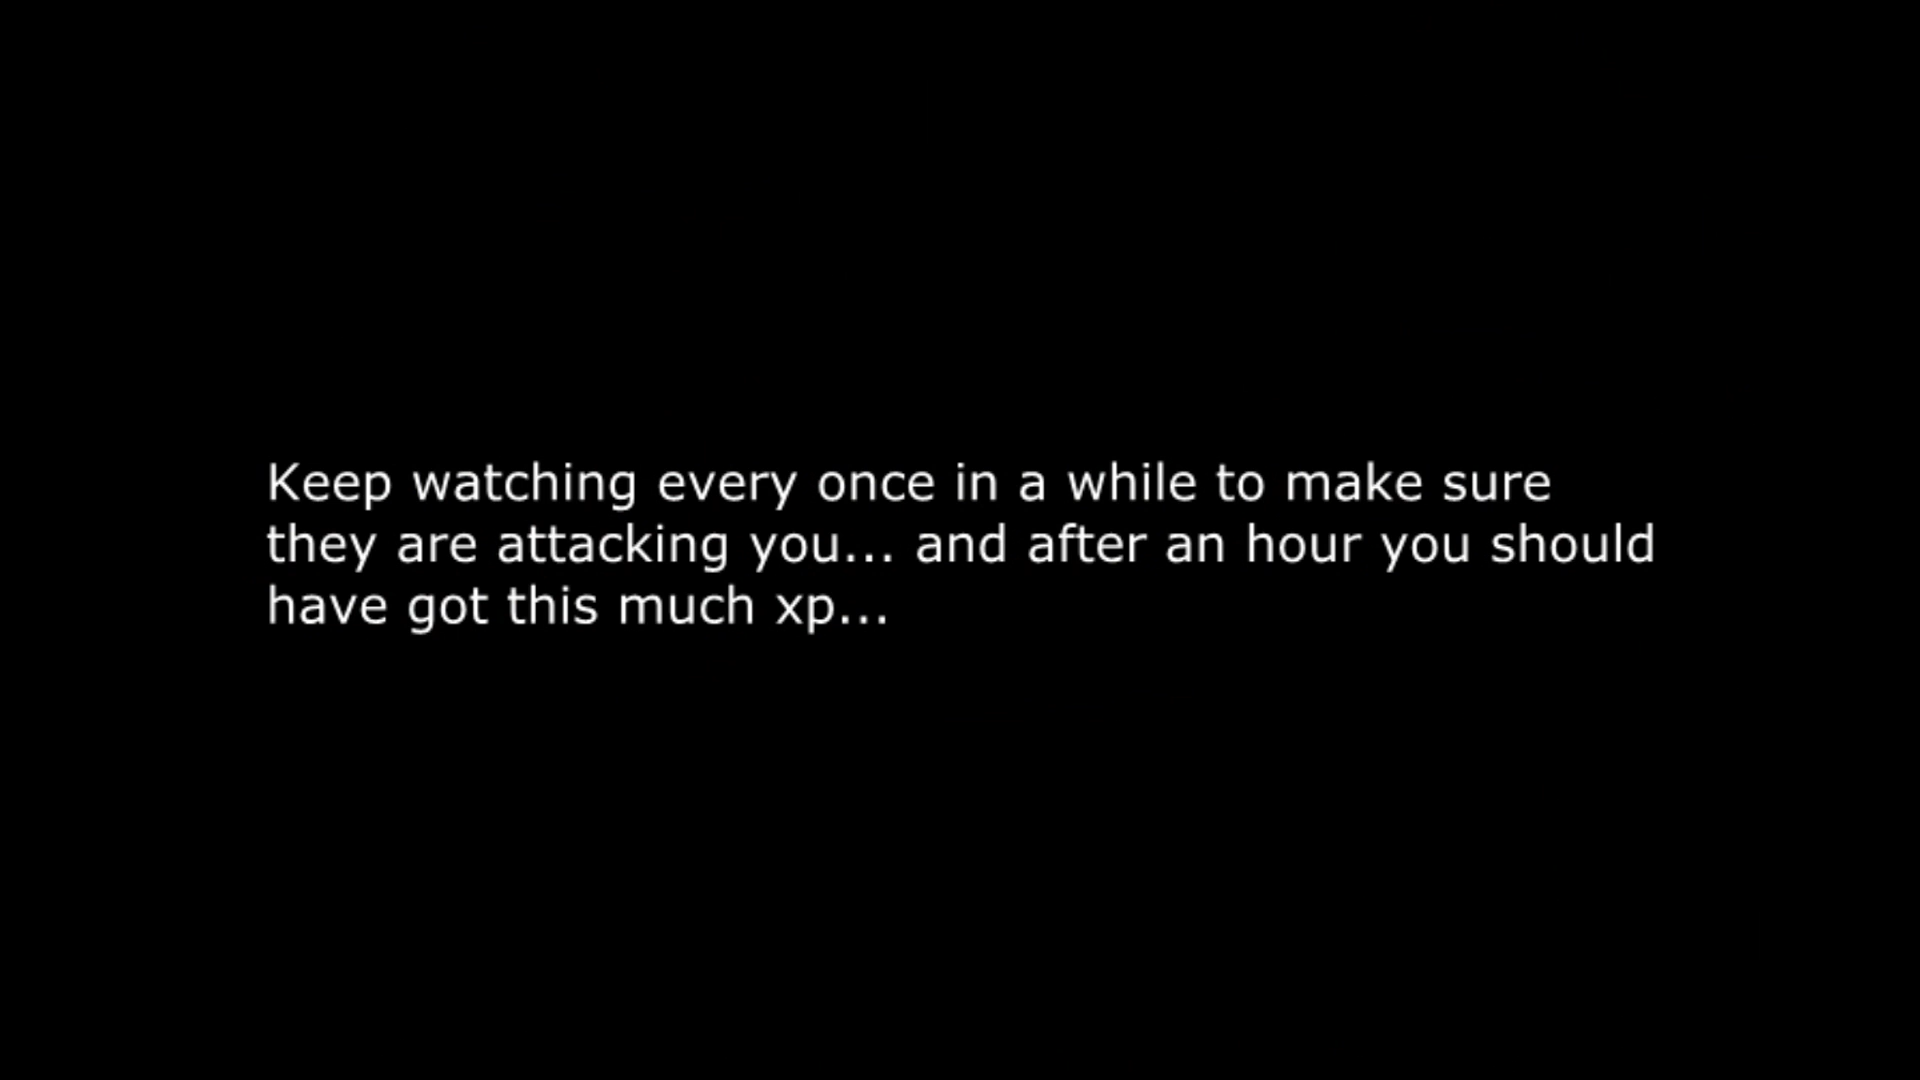 Keep watching every once in a while to make sure
they are attacking you... and after an hour you should
have got this much xp...